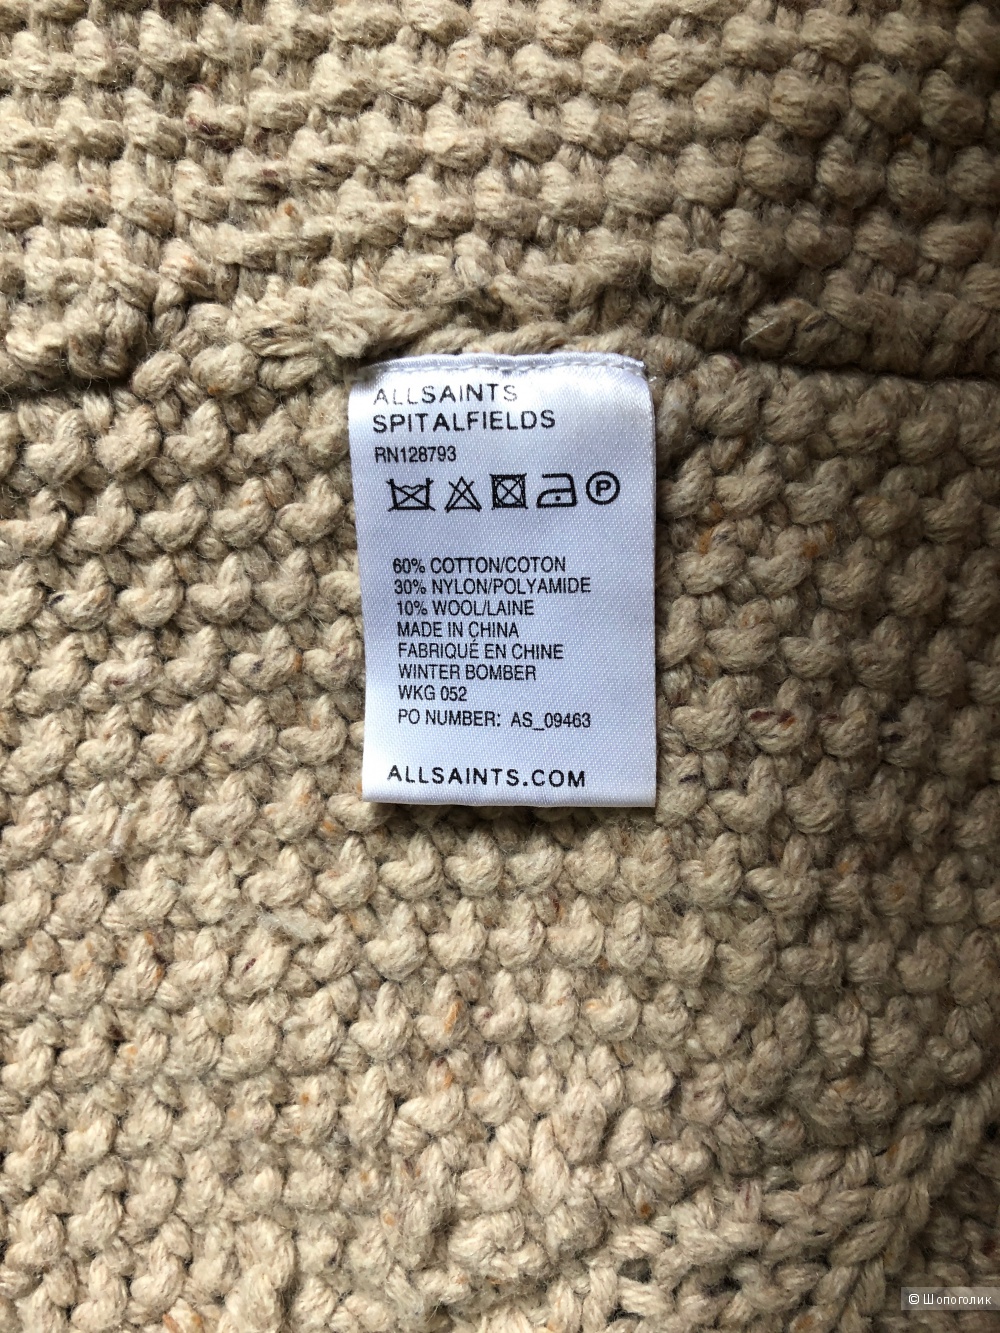 ALLSAINTS
SPITALFIELDS
RN128793
P
60% COTTON/COTON
30% NYLON/POLYAMIDE
10% WOOL/LAINE
MADE IN CHINA
FABRIQUÉ EN CHINE
WINTER BOMBER
WKG 052
PO NUMBER: AS_09463
ALLSAINTS.COM
© Шопоголик